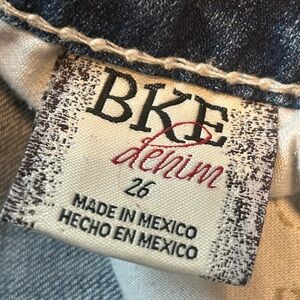 BKE
denim
26
MADE IN MEXICO
HECHO EN MEXICO